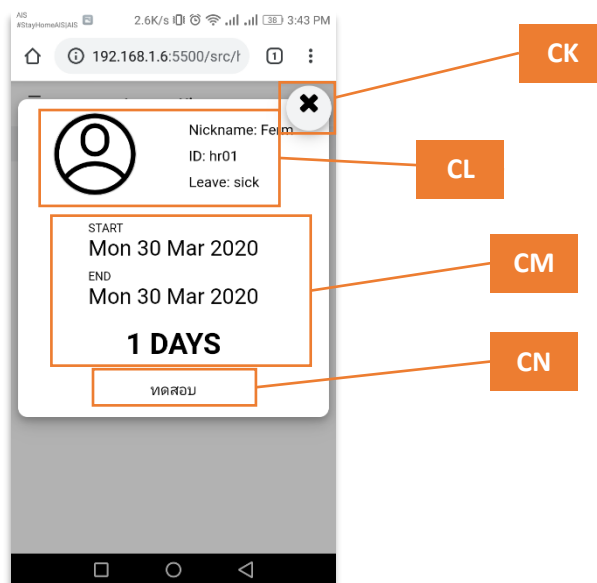 AIS
#StayHomeAIS|AIS
2.6K/s 38 3:43 PM
192.168.1.6:5500/src/h 1
CK
Nickname: Ferm
ID: hr01
Leave: sick
CL
START
Mon 30 Mar 2020
END
Mon 30 Mar 2020
CM
1 DAYS
CN
ทดสอบ